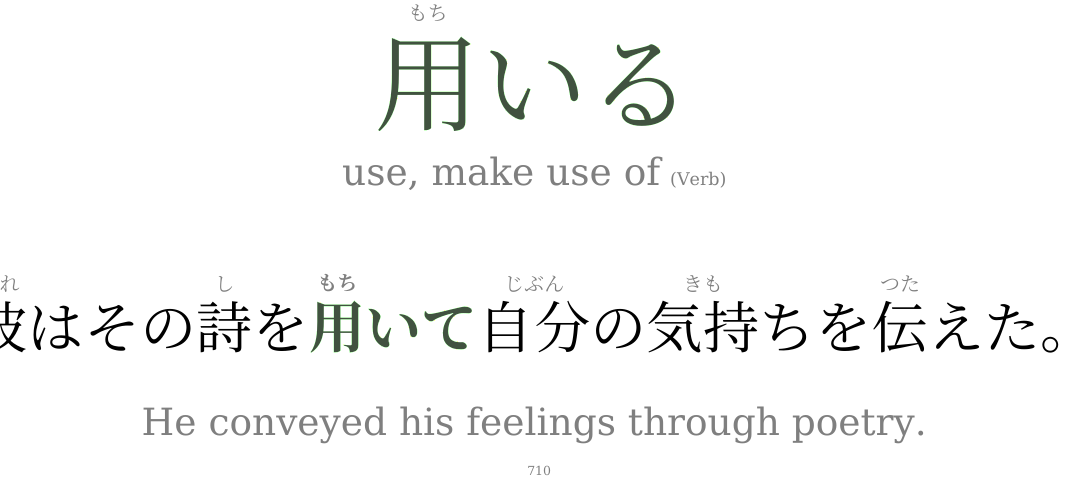 もち
用いる
use, make use of (Verb)
れ し もち じぶん きも つた
彼はその詩を用いて自分の気持ちを伝えた。
He conveyed his feelings through poetry.
710